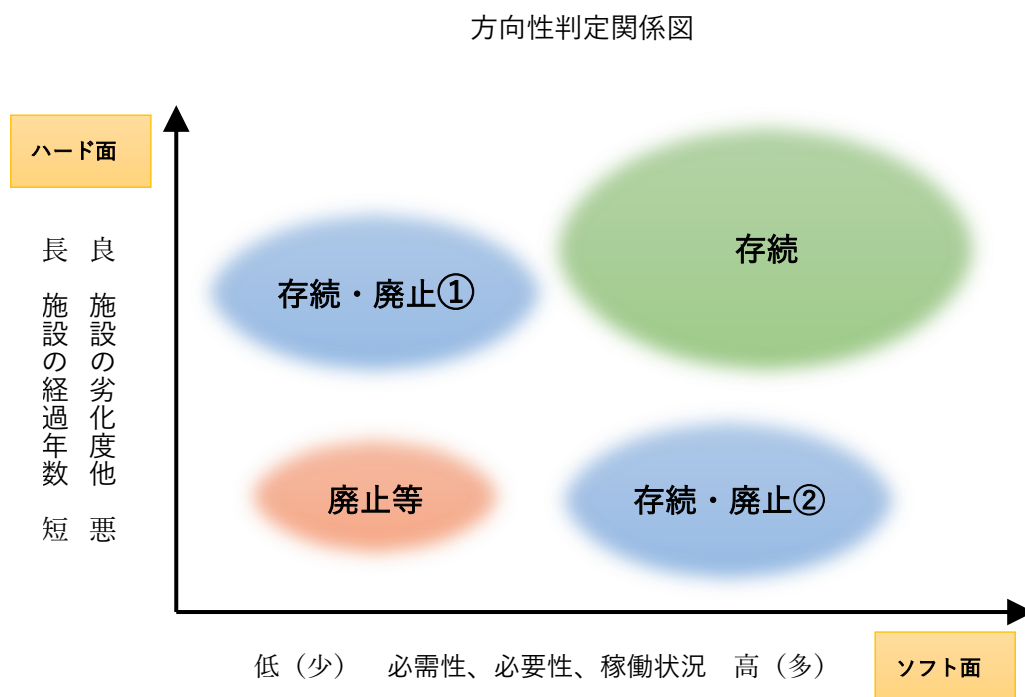 方向性判定関係図
ハード面
良 施設の劣化度他 悪
長 施設の経過年数 短
存続・廃止①
存続
廃止等
存続・廃止②
低（少） 必需性、必要性、稼働状況 高（多）
ソフト面